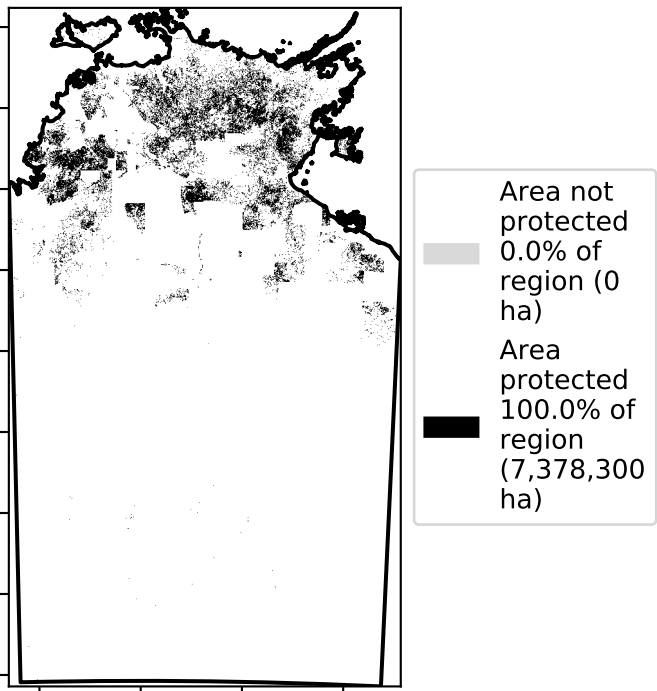 Area not
protected
0.0% of
region (0
ha)
Area
protected
100.0% of
region
(7,378,300
ha)